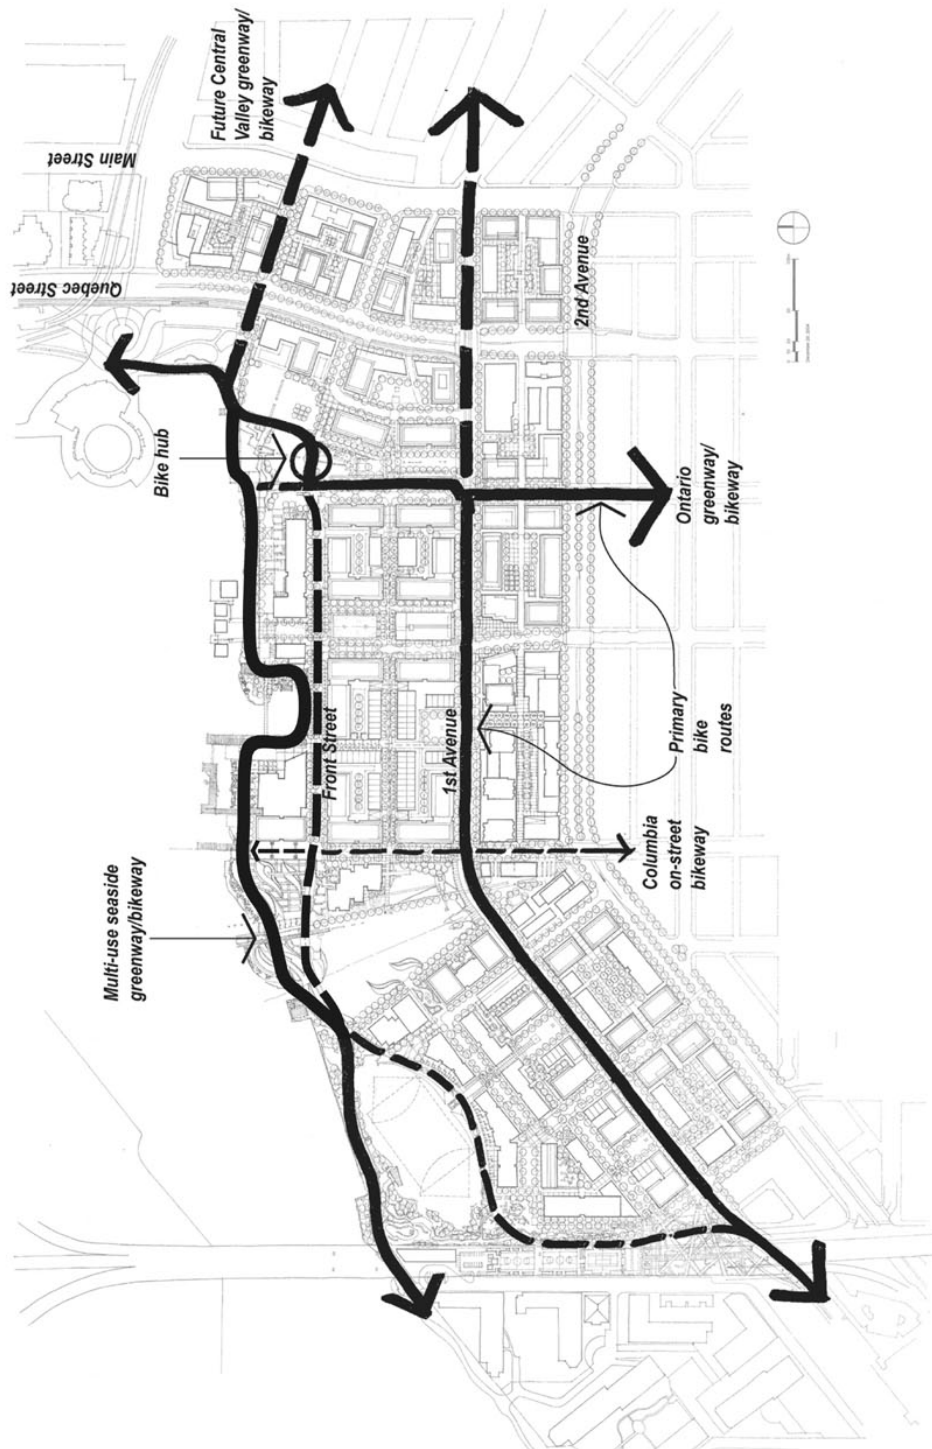 Future Central
Valley greenway/
bikeway
Main Street
Quebec Street
2nd Avenue
Bike hub
Ontario
greenway/
bikeway
Front Street
1st Avenue
Primary
bike
routes
Columbia
on-street
bikeway
Multi-use seaside
greenway/bikeway